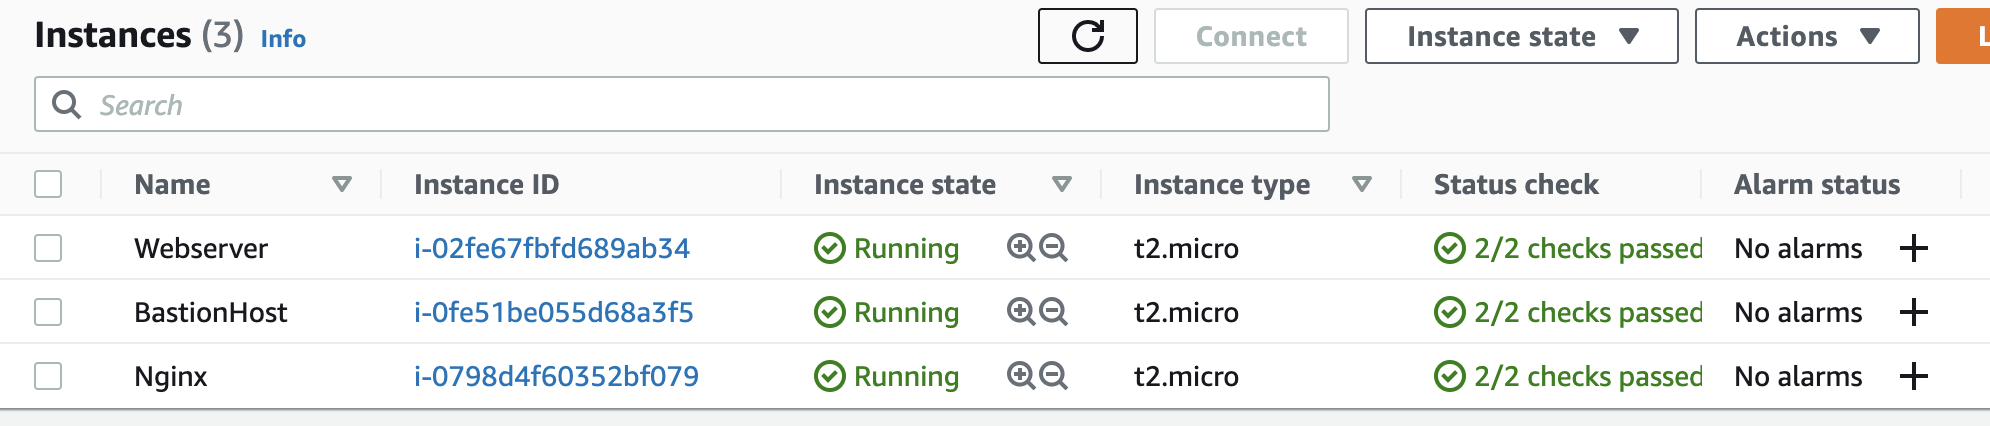 Instances (3) Info Connect Instance state Actions L
Search
Name Instance ID Instance state Instance type Status check Alarm status
Webserver i-02fe67fbfd689ab34 Running t2.micro 2/2 checks passed No alarms +
BastionHost i-0fe51be055d68a3f5 Running t2.micro 2/2 checks passed No alarms +
Nginx i-0798d4f60352bf079 Running t2.micro 2/2 checks passed No alarms +